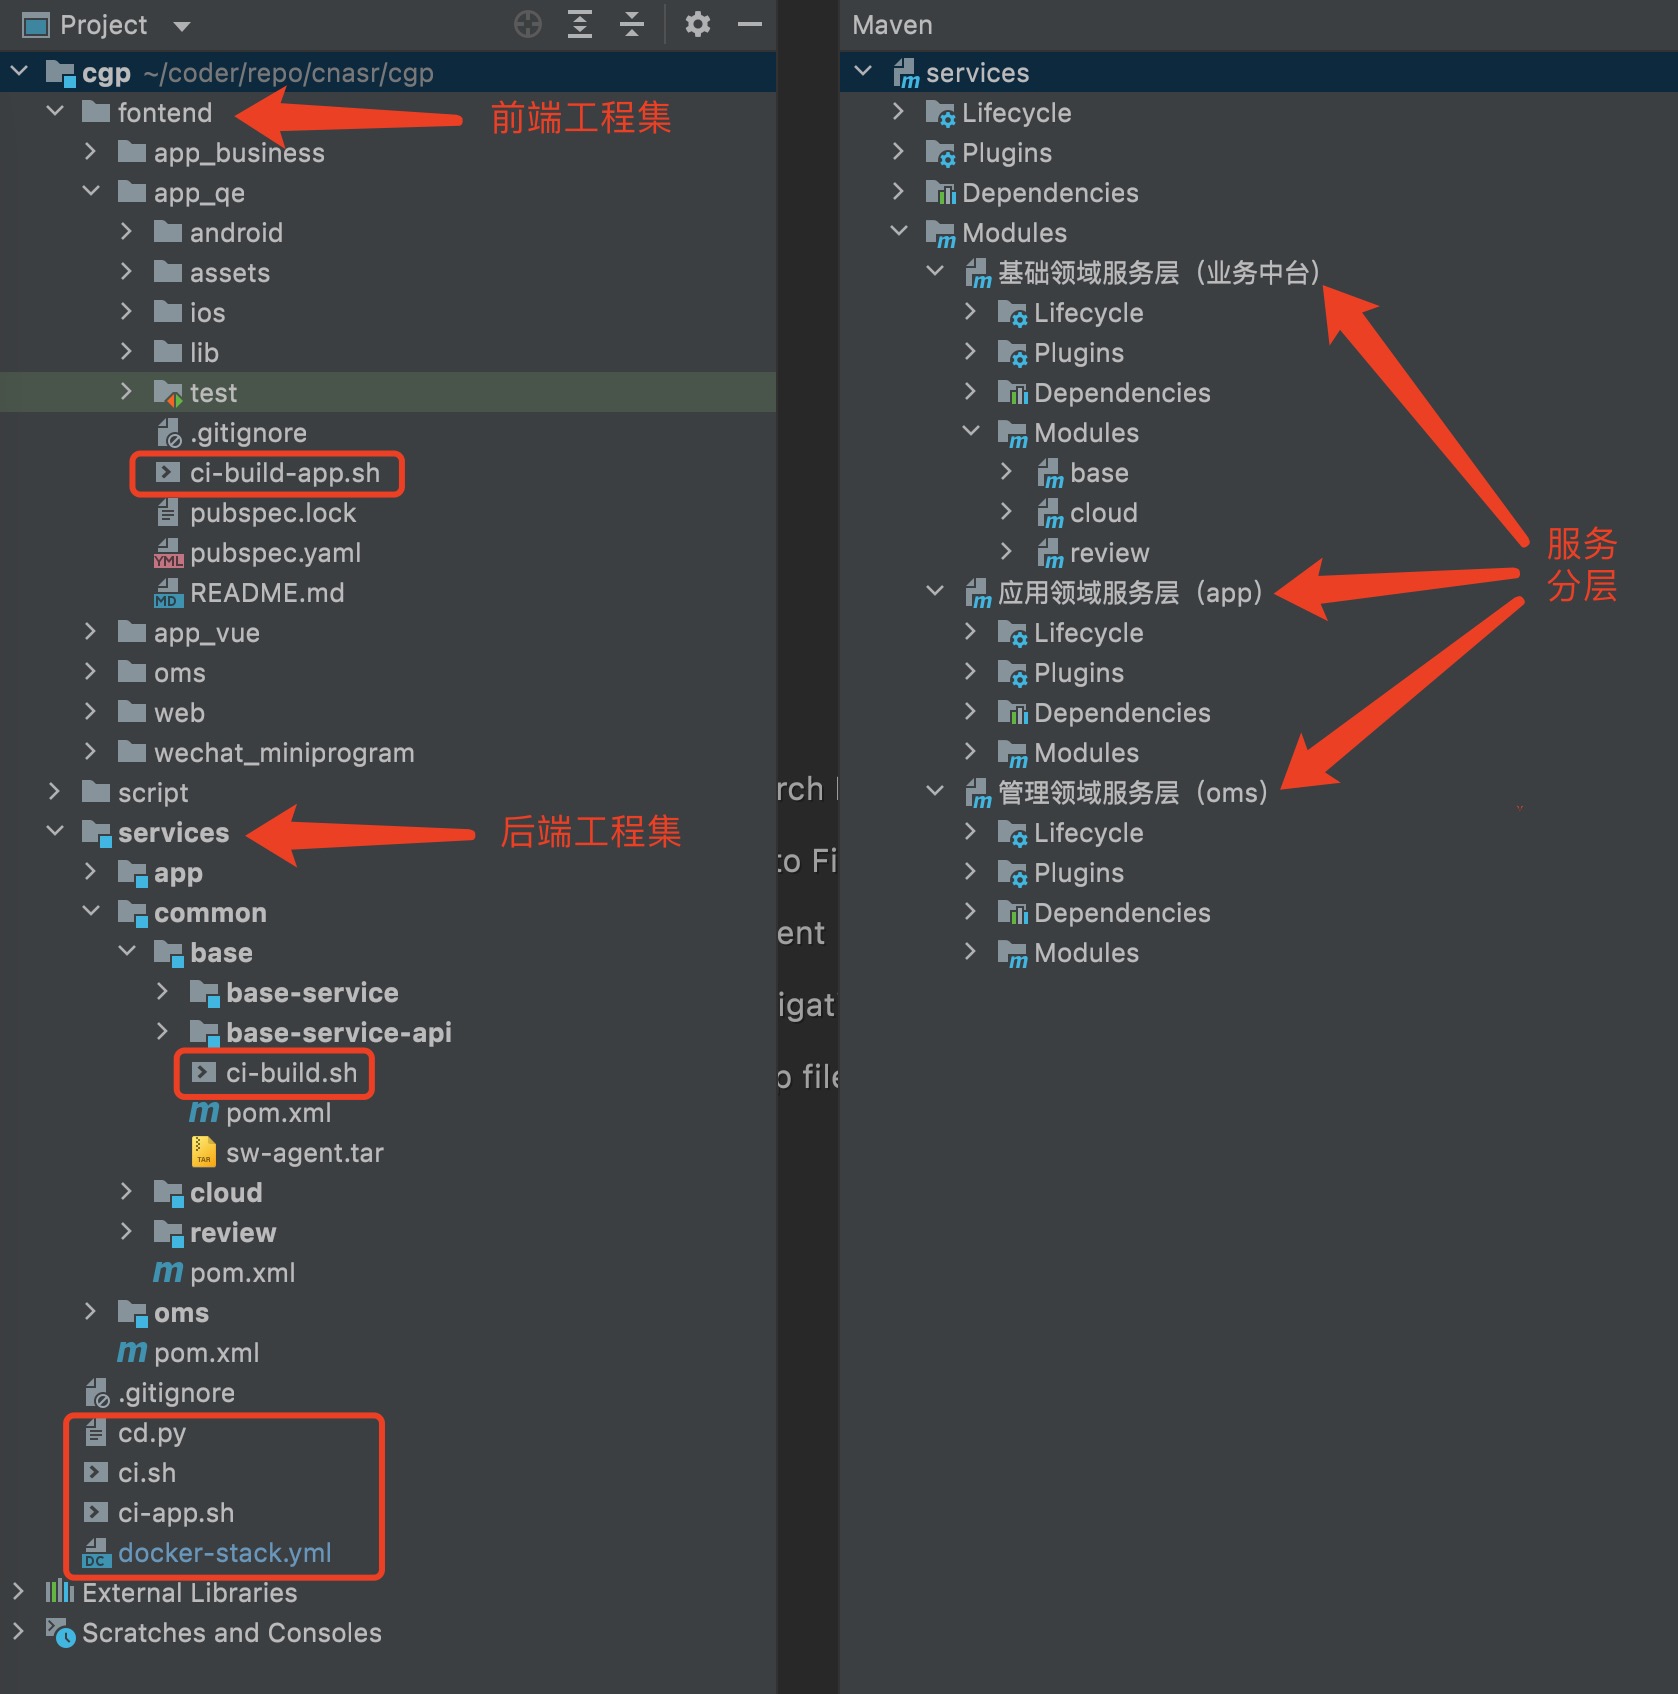 Project
cgp ~/coder/repo/cnasr/cgp
fontend
前端工程集
app_business
app_qe
android
assets
ios
lib
test
.gitignore
ci-build-app.sh
pubspec.lock
YML pubspec.yaml
MD README.md
app_vue
oms
web
wechat_miniprogram
script
services
后端工程集
app
common
base
base-service
base-service-api
ci-build.sh
m pom.xml
TAR sw-agent.tar
cloud
review
m pom.xml
oms
m pom.xml
.gitignore
cd.py
ci.sh
ci-app.sh
DC docker-stack.yml
External Libraries
Scratches and Consoles
rch
to Fi
ent
igati
p file
Maven
m services
Lifecycle
Plugins
Dependencies
m Modules
m 基础领域服务层（业务中台）
Lifecycle
Plugins
Dependencies
m Modules
m base
m cloud
m review
m 应用领域服务层（app）
Lifecycle
Plugins
Dependencies
m Modules
m 管理领域服务层（oms）
Lifecycle
Plugins
Dependencies
m Modules
服务
分层